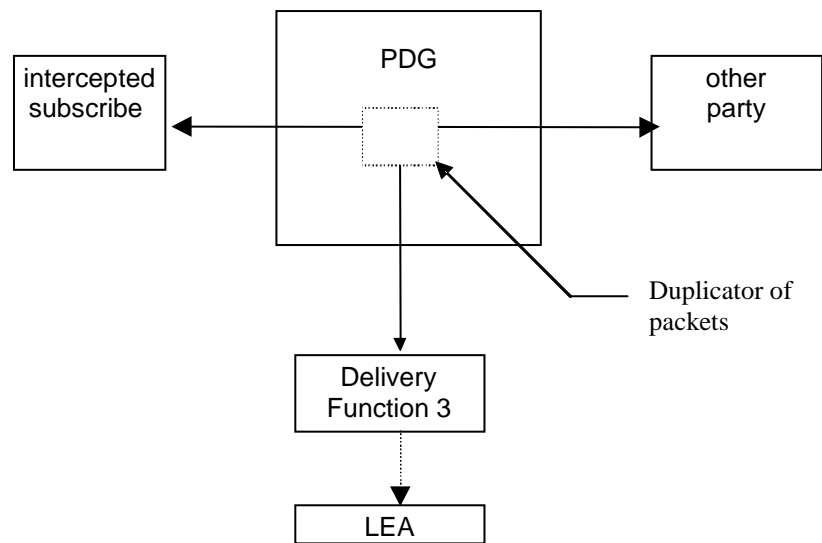 PDG
intercepted
subscribe
other
party
Duplicator of
packets
Delivery
Function 3
LEA